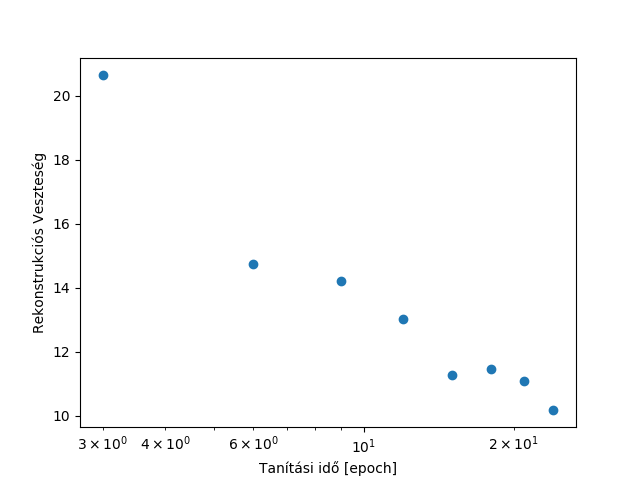 Rekonstrukciós Veszteség
20
18
16
14
12
10
3 × 10⁰ 4 × 10⁰ 6 × 10⁰ 10¹ 2 × 10¹
Tanítási idő [epoch]